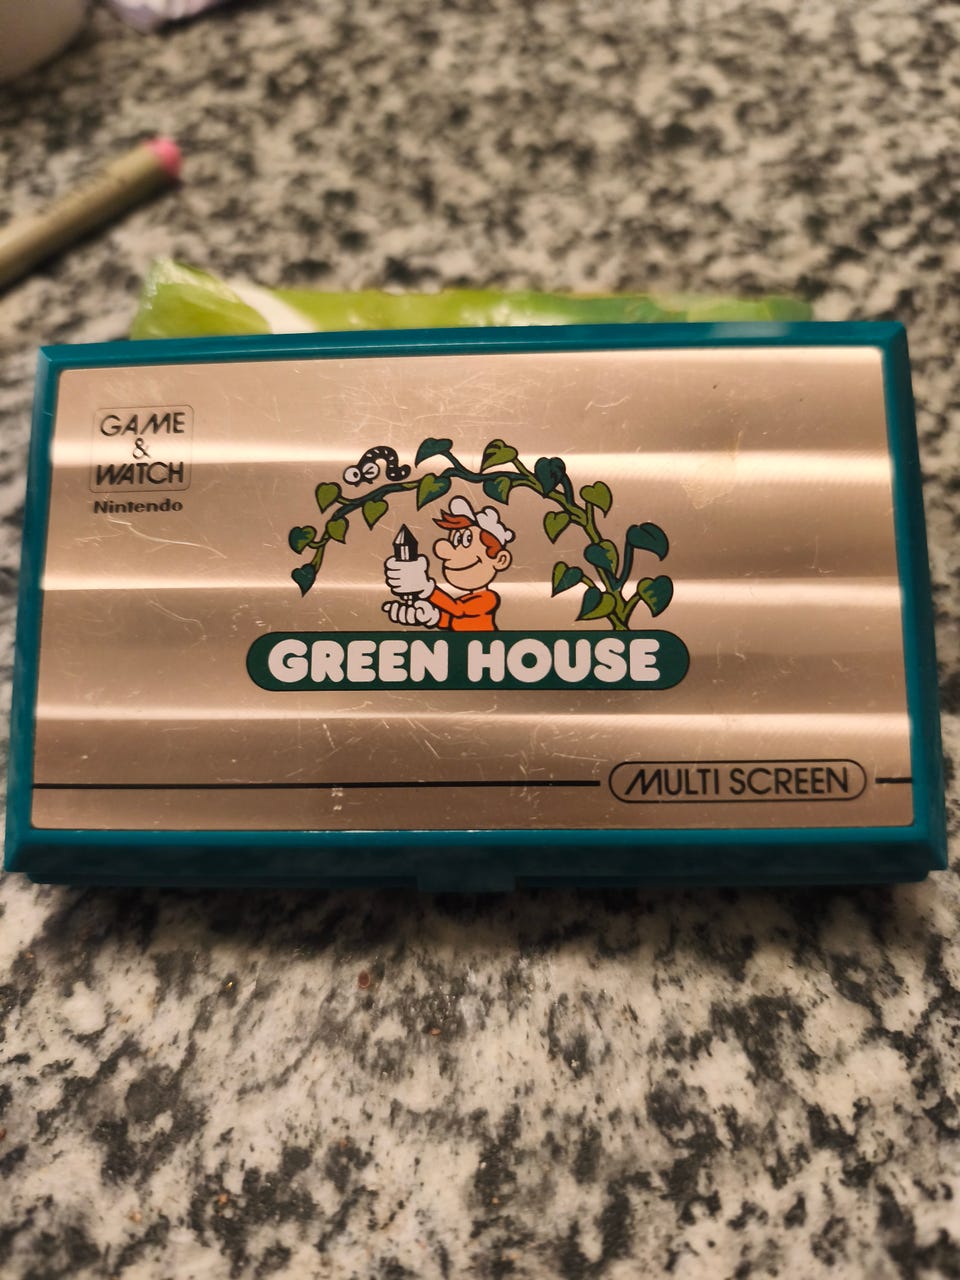 GAME
&
WATCH
Nintendo
GREEN HOUSE
MULTI SCREEN